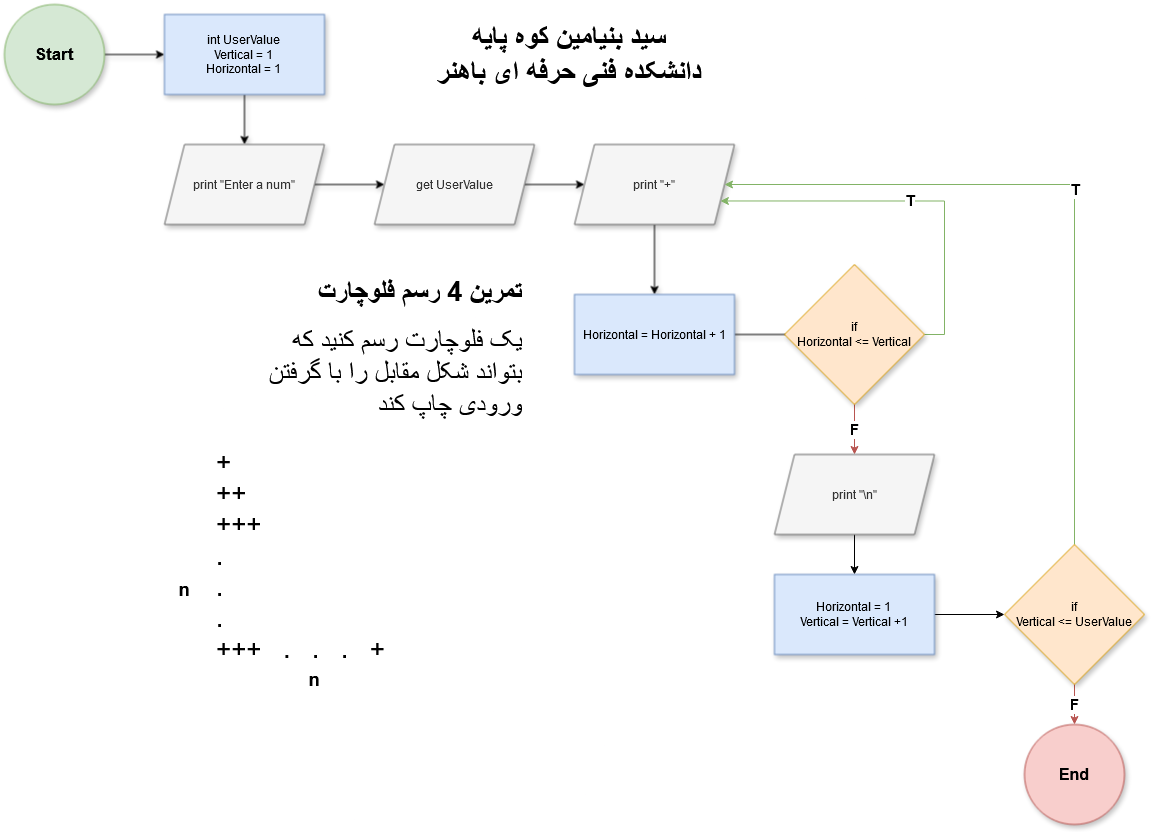 سید بنیامین کوه پایه
دانشکده فنی حرفه ای باهنر
Start
int UserValue
Vertical = 1
Horizontal = 1
print "Enter a num"
get UserValue
print "+"
T
T
Horizontal = Horizontal + 1
if
Horizontal <= Vertical
F
print "\n"
Horizontal = 1
Vertical = Vertical +1
if
Vertical <= UserValue
F
End
تمرین 4 رسم فلوچارت
یک فلوچارت رسم کنید که
بتواند شکل مقابل را با گرفتن
ورودی چاپ کند
+
++
+++
.
n .
.
+++ . . . +
n